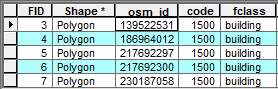 FID Shape * osm_id code fclass
3 Polygon 139522531 1500 building
4 Polygon 186964012 1500 building
5 Polygon 217692297 1500 building
6 Polygon 217692300 1500 building
7 Polygon 230187058 1500 building